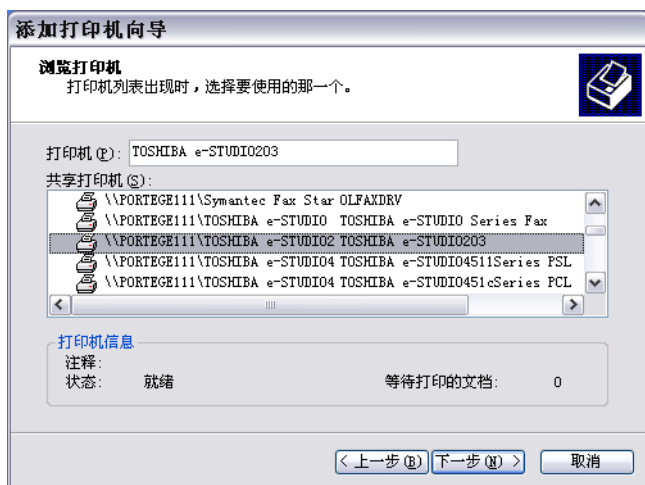 添加打印机向导
浏览打印机
打印机列表出现时，选择要使用的那一个。
打印机(P): TOSHIBA e-STUDIO203
共享打印机(S):
\\PORTEGE111\Symantec Fax Star OLFAXDRV
\\PORTEGE111\TOSHIBA e-STUDIO TOSHIBA e-STUDIO Series Fax
\\PORTEGE111\TOSHIBA e-STUDIO2 TOSHIBA e-STUDIO203
\\PORTEGE111\TOSHIBA e-STUDIO4 TOSHIBA e-STUDIO4511Series PSL
\\PORTEGE111\TOSHIBA e-STUDIO4 TOSHIBA e-STUDIO451cSeries PCL
打印机信息
注释:
状态: 就绪 等待打印的文档: 0
< 上一步(B) 下一步(N) > 取消